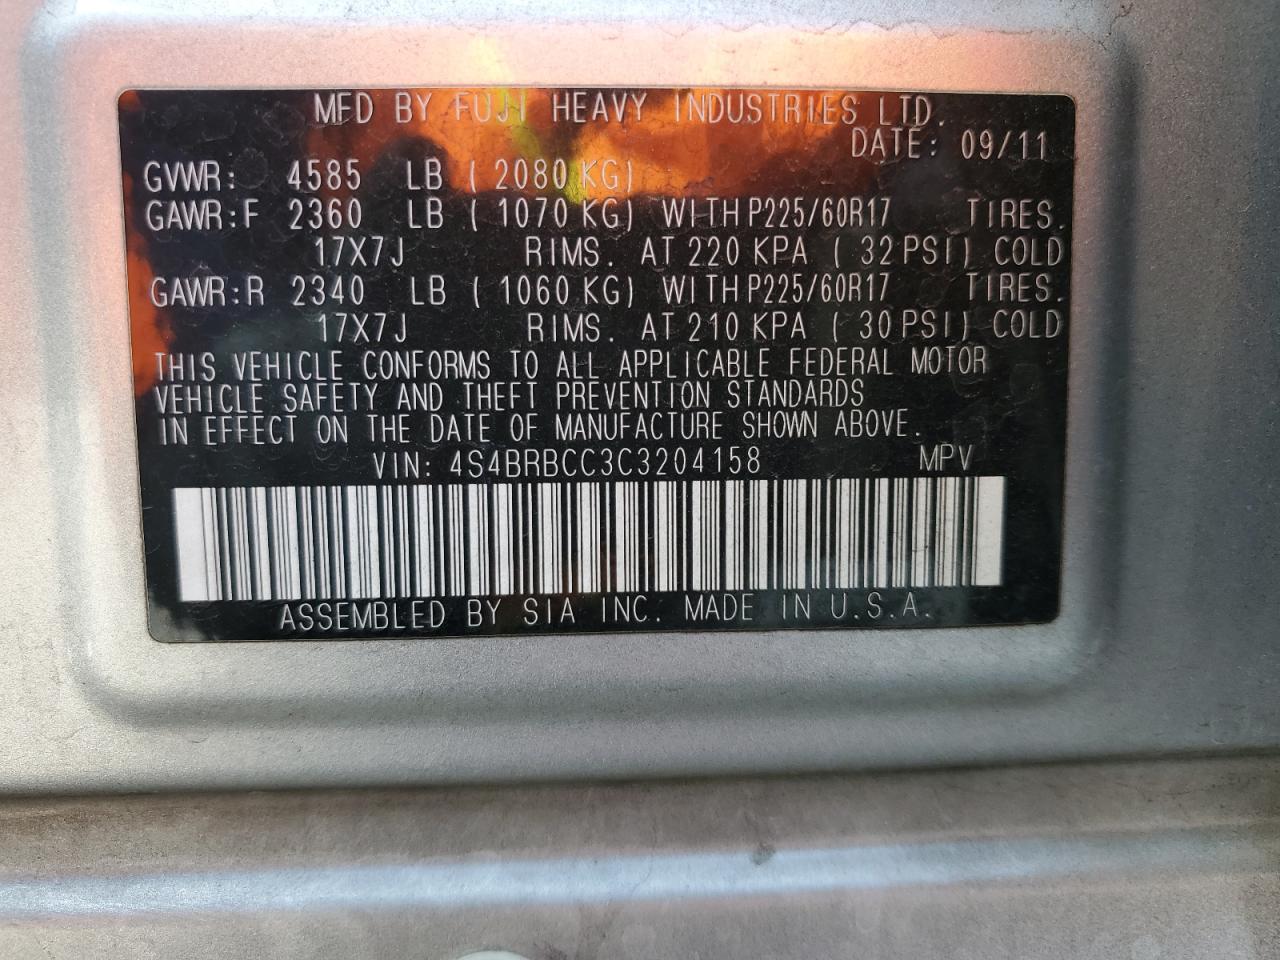 MFD BY FUJI HEAVY INDUSTRIES LTD.
DATE: 09/11
GVWR: 4585 LB ( 2080 KG)
GAWR:F 2360 LB ( 1070 KG) WITH P225/60R17 TIRES.
17X7J RIMS. AT 220 KPA ( 32 PSI) COLD
GAWR:R 2340 LB ( 1060 KG) WITH P225/60R17 TIRES.
17X7J RIMS. AT 210 KPA ( 30 PSI) COLD
THIS VEHICLE CONFORMS TO ALL APPLICABLE FEDERAL MOTOR
VEHICLE SAFETY AND THEFT PREVENTION STANDARDS
IN EFFECT ON THE DATE OF MANUFACTURE SHOWN ABOVE.
VIN: 4S4BRBCC3C3204158 MPV
ASSEMBLED BY SIA INC. MADE IN U.S.A.